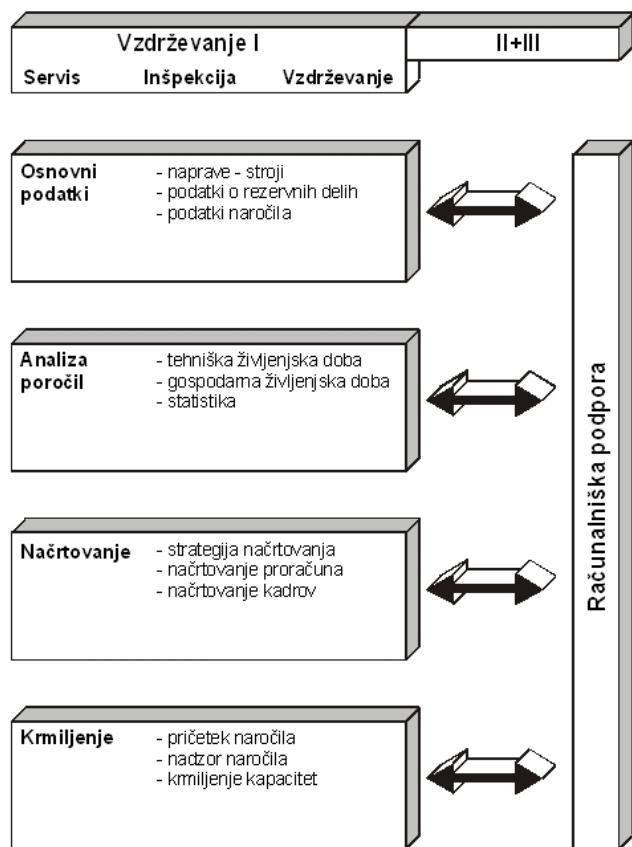 Vzdrževanje I
II+III
Servis Inšpekcija Vzdrževanje
Osnovni
podatki
- naprave - stroji
- podatki o rezervnih delih
- podatki naročila
Analiza
poročil
- tehniška življenjska doba
- gospodarna življenjska doba
- statistika
Načrtovanje
- strategija načrtovanja
- načrtovanje proračuna
- načrtovanje kadrov
Krmiljenje
- pričetek naročila
- nadzor naročila
- krmiljenje kapacitet
Računalniška podpora